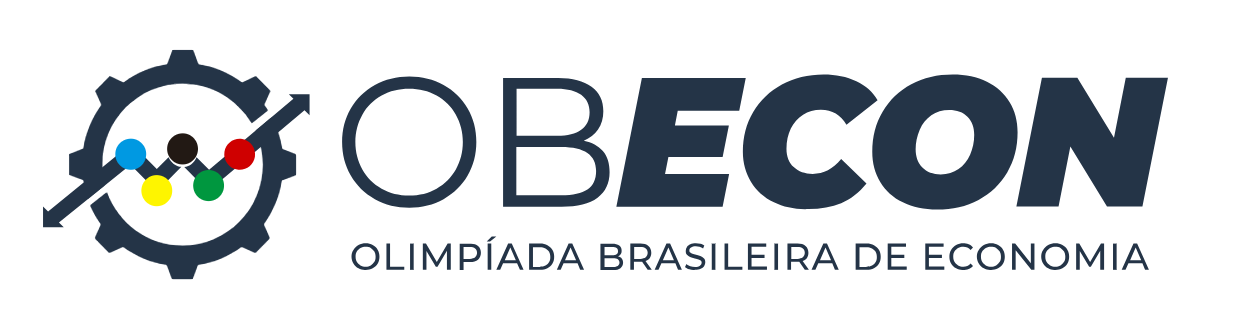 OBECON
OLIMPÍADA BRASILEIRA DE ECONOMIA